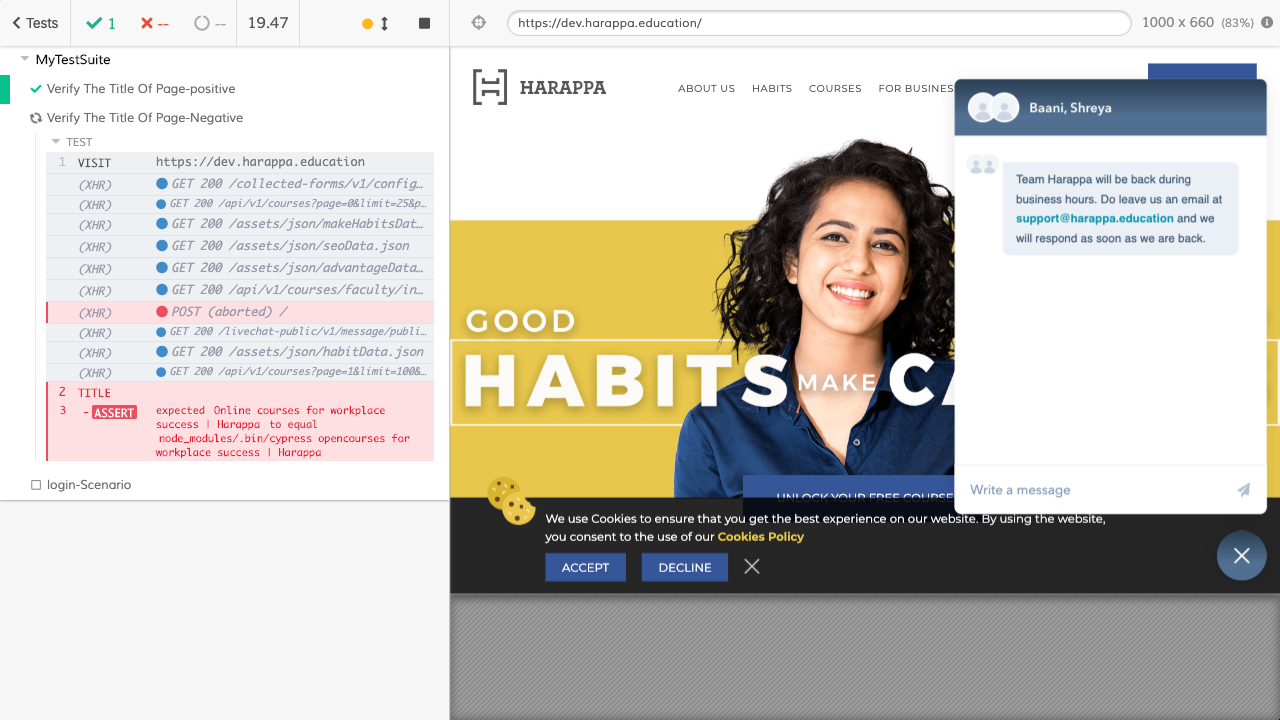 Tests
1
--
--
19.47
https://dev.harappa.education/
1000 x 660 (83%)
MyTestSuite
Verify The Title Of Page-positive
Verify The Title Of Page-Negative
TEST
1 VISIT https://dev.harappa.education
(XHR) GET 200 /collected-forms/v1/config…
(XHR) GET 200 /api/v1/courses?page=0&limit=25&p…
(XHR) GET 200 /assets/json/makeHabitsDat…
(XHR) GET 200 /assets/json/seoData.json
(XHR) GET 200 /assets/json/advantageData…
(XHR) GET 200 /api/v1/courses/faculty/in…
(XHR) POST (aborted) /
(XHR) GET 200 /livechat-public/v1/message/publi…
(XHR) GET 200 /assets/json/habitData.json
(XHR) GET 200 /api/v1/courses?page=1&limit=100&…
2 TITLE
3 - ASSERT expected Online courses for workplace
success | Harappa to equal
node_modules/.bin/cypress opencourses for
workplace success | Harappa
login-Scenario
HARAPPA
ABOUT US HABITS COURSES FOR BUSINES
GOOD
HABITS MAKE CA
UNLOCK YOUR FREE COURSE
Baani, Shreya
Team Harappa will be back during
business hours. Do leave us an email at
support@harappa.education and we
will respond as soon as we are back.
Write a message
We use Cookies to ensure that you get the best experience on our website. By using the website,
you consent to the use of our Cookies Policy
ACCEPT DECLINE